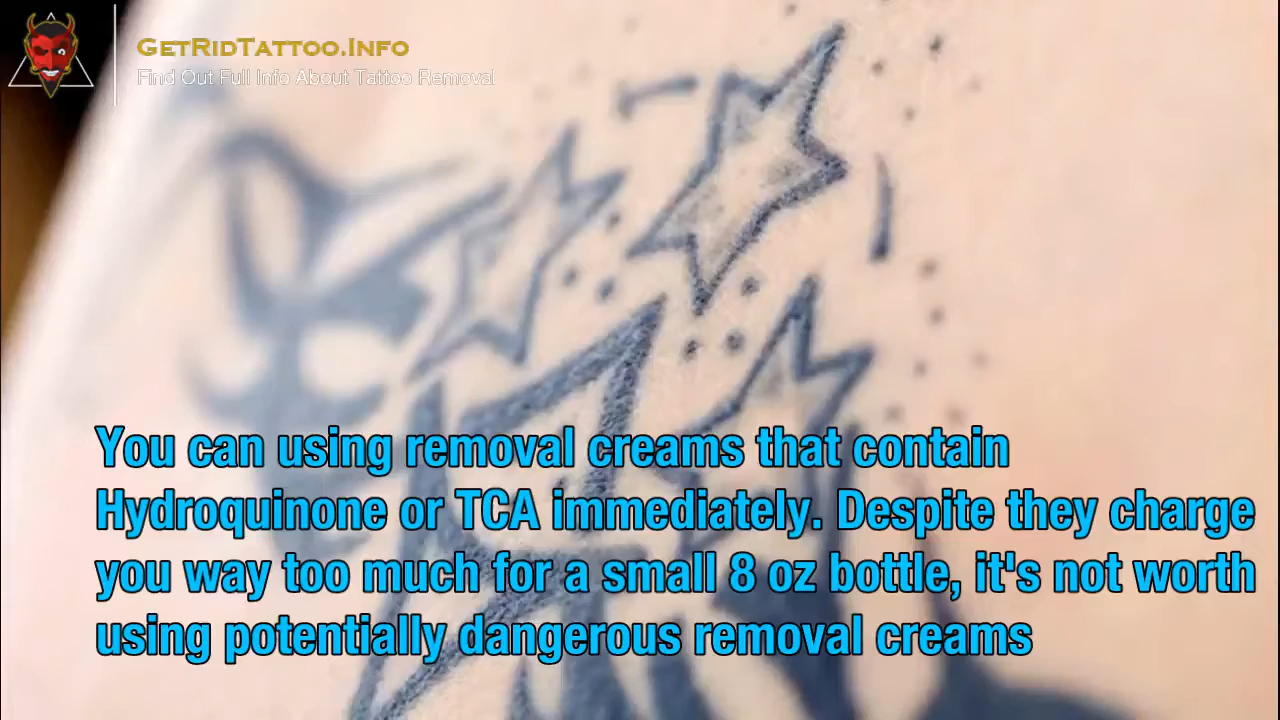 GetRidTattoo.Info
Find Out Full Info About Tattoo Removal
You can using removal creams that contain
Hydroquinone or TCA immediately. Despite they charge
you way too much for a small 8 oz bottle, it's not worth
using potentially dangerous removal creams